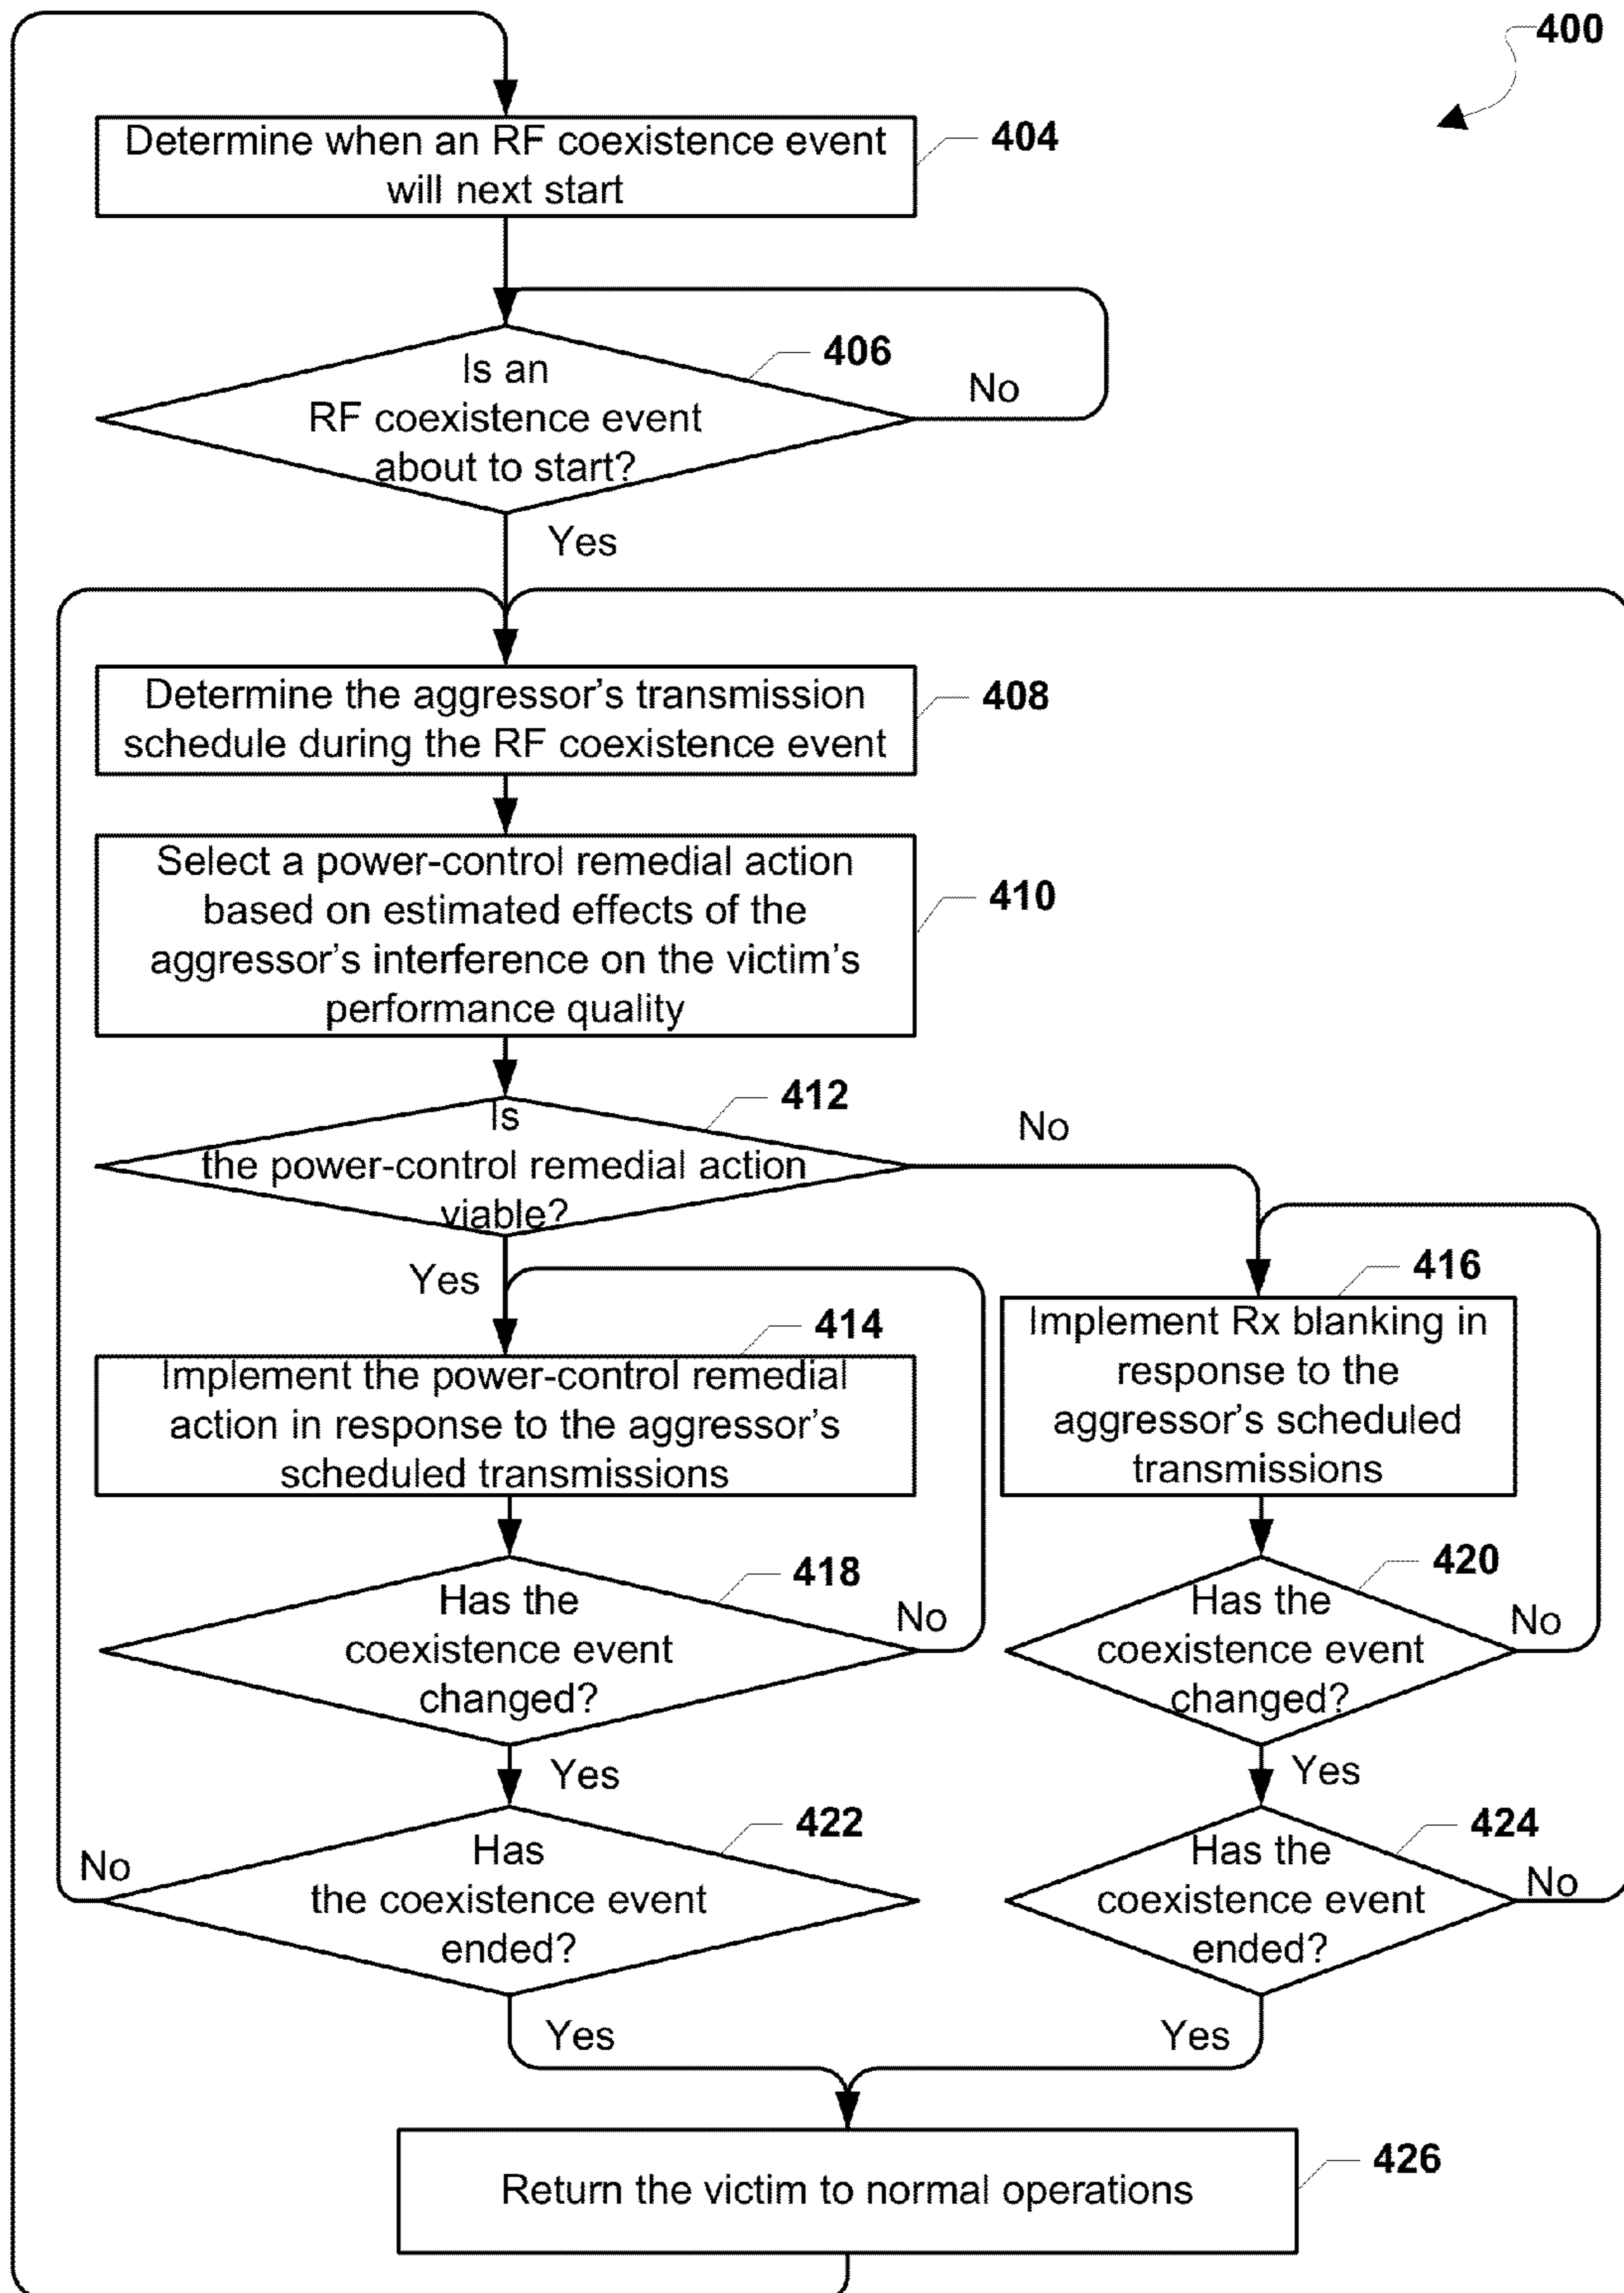 400
Determine when an RF coexistence event
will next start
404
Is an
RF coexistence event
about to start?
406
No
Yes
Determine the aggressor's transmission
schedule during the RF coexistence event
408
Select a power-control remedial action
based on estimated effects of the
aggressor's interference on the victim's
performance quality
410
Is
the power-control remedial action
viable?
412
No
Yes
Implement the power-control remedial
action in response to the aggressor's
scheduled transmissions
414
Implement Rx blanking in
response to the
aggressor's scheduled
transmissions
416
Has the
coexistence event
changed?
418
No
Yes
Has the
coexistence event
changed?
420
No
Yes
Has
the coexistence event
ended?
422
No
Yes
Has the
coexistence event
ended?
424
No
Yes
Return the victim to normal operations
426